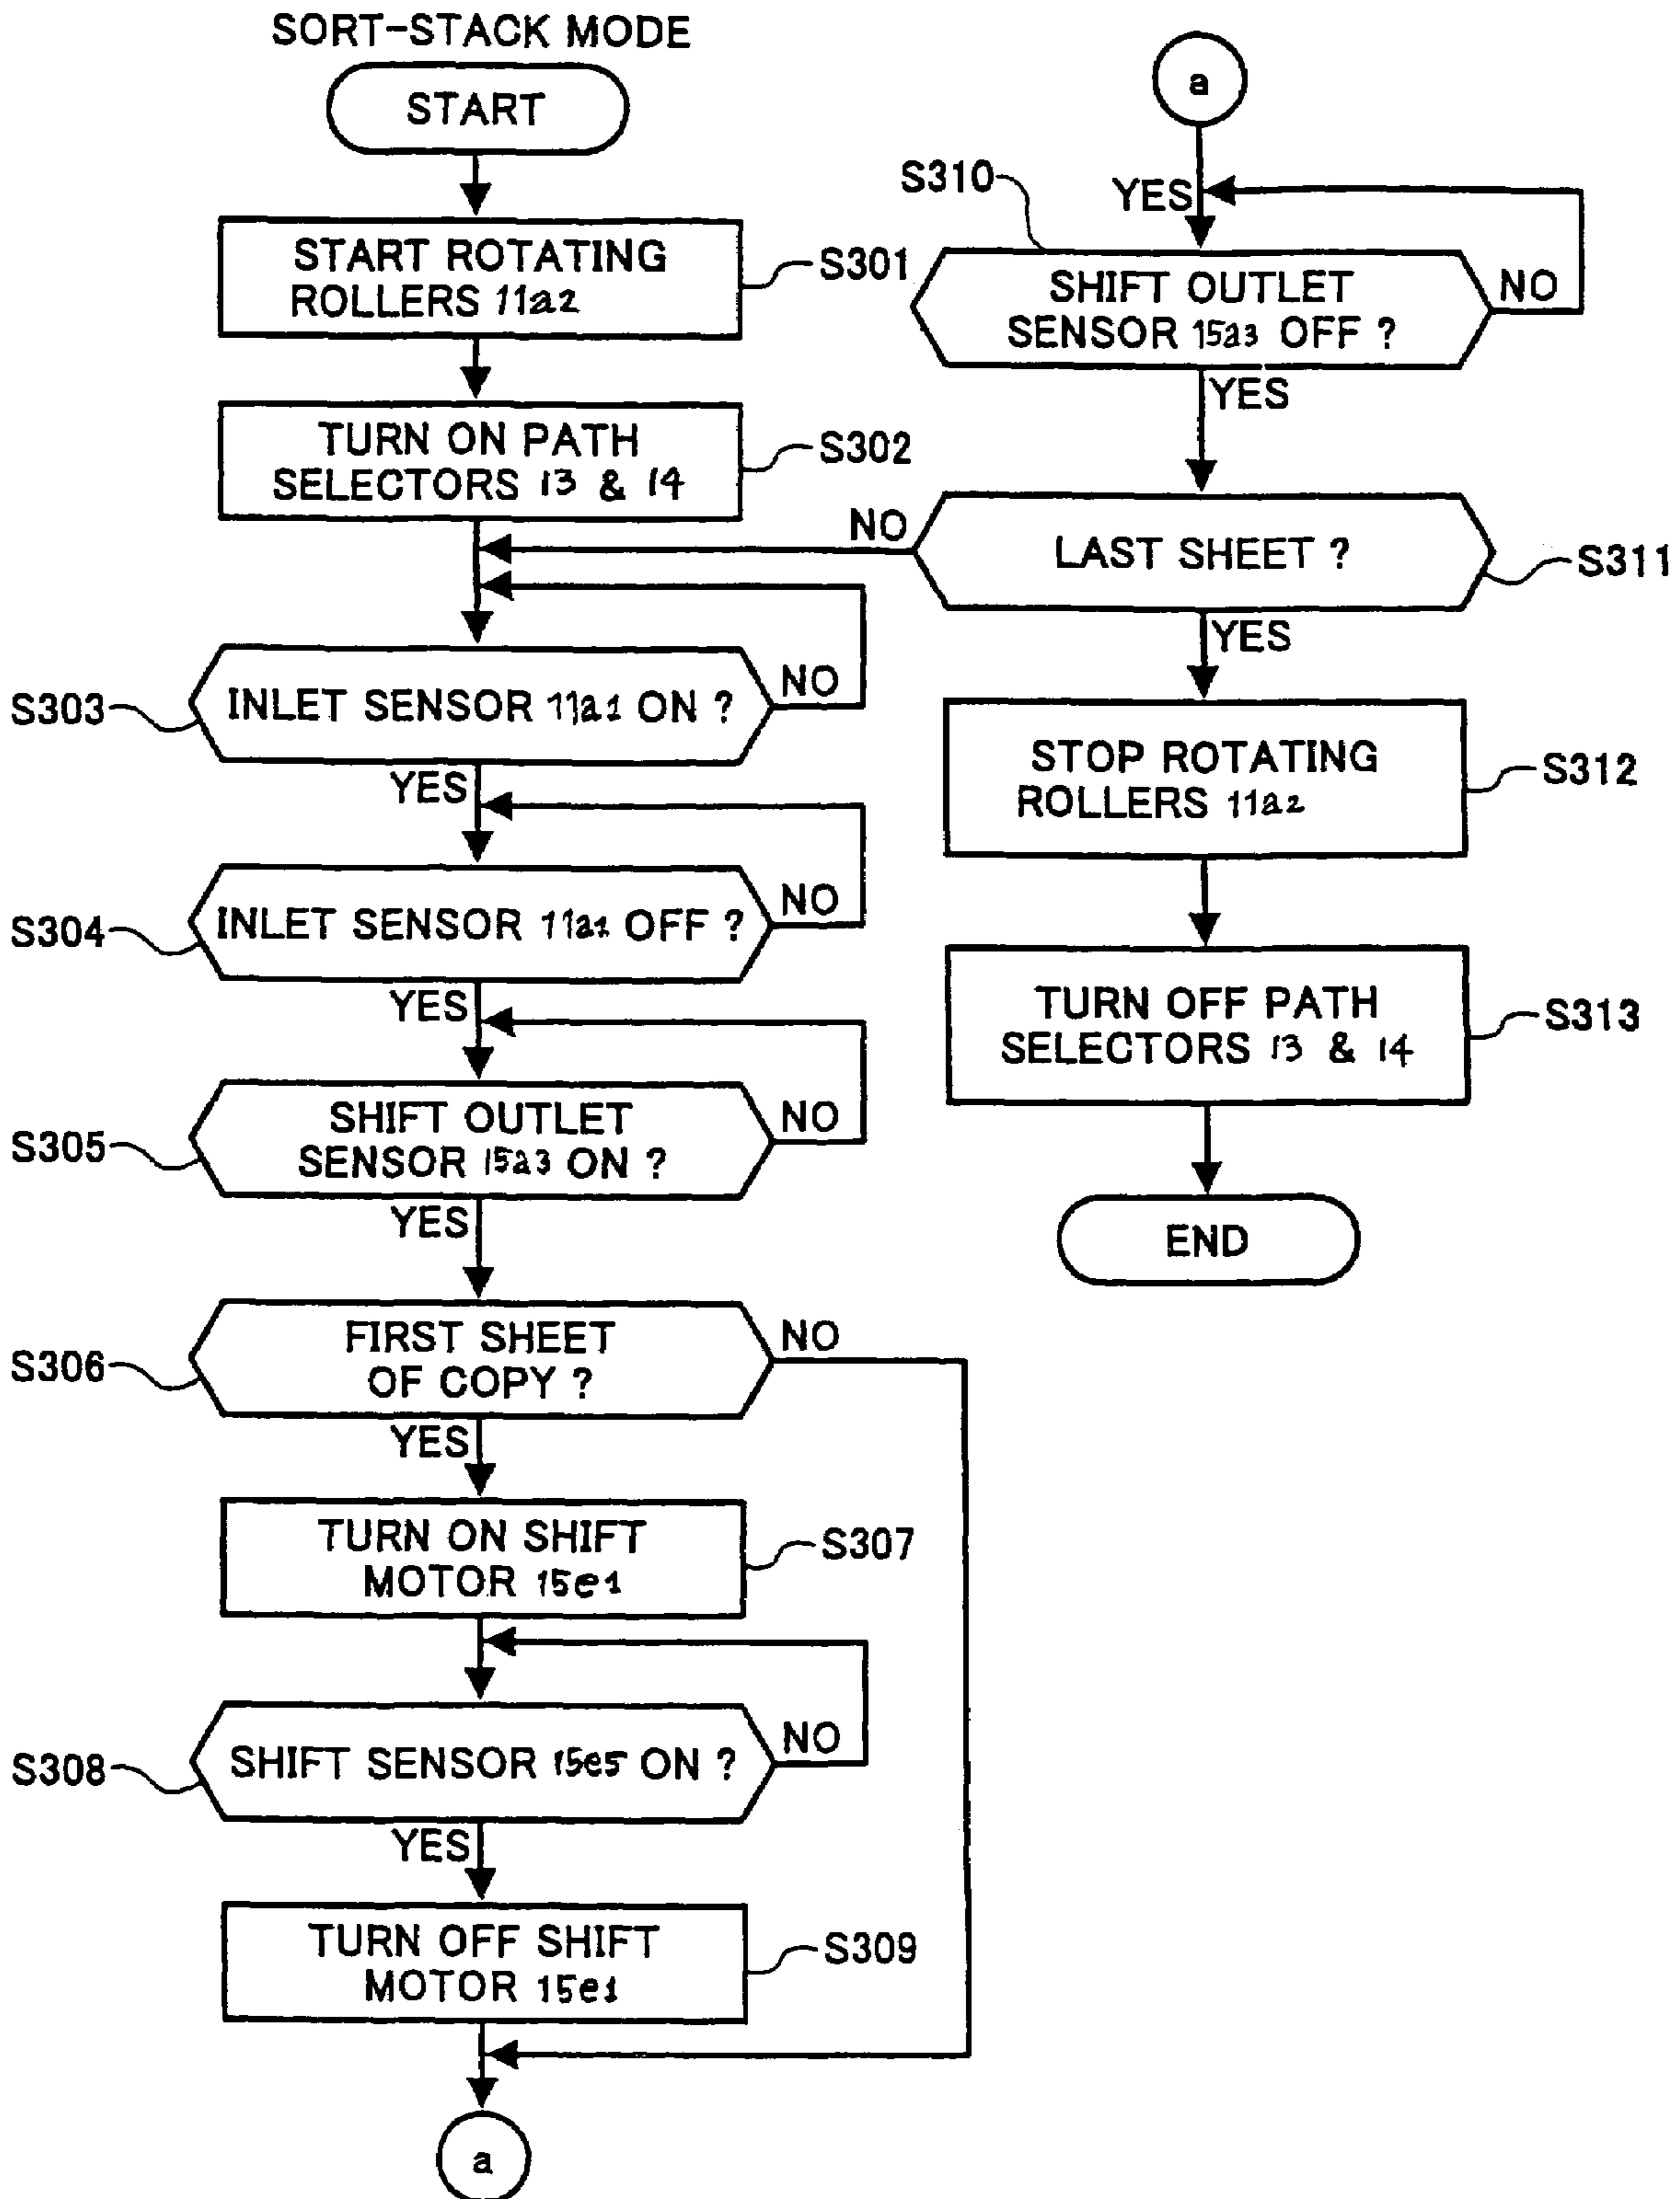 SORT-STACK MODE
START
START ROTATING
ROLLERS 11a2
S301
TURN ON PATH
SELECTORS 13 & 14
S302
INLET SENSOR 11a1 ON ?
NO
S303
YES
INLET SENSOR 11a1 OFF ?
NO
S304
YES
SHIFT OUTLET
SENSOR 15a3 ON ?
NO
S305
YES
FIRST SHEET
OF COPY ?
NO
S306
YES
TURN ON SHIFT
MOTOR 15e1
S307
SHIFT SENSOR 15e5 ON ?
NO
S308
YES
TURN OFF SHIFT
MOTOR 15e1
S309
a
a
YES
S310
SHIFT OUTLET
SENSOR 15a3 OFF ?
NO
YES
NO
LAST SHEET ?
S311
YES
STOP ROTATING
ROLLERS 11a2
S312
TURN OFF PATH
SELECTORS 13 & 14
S313
END